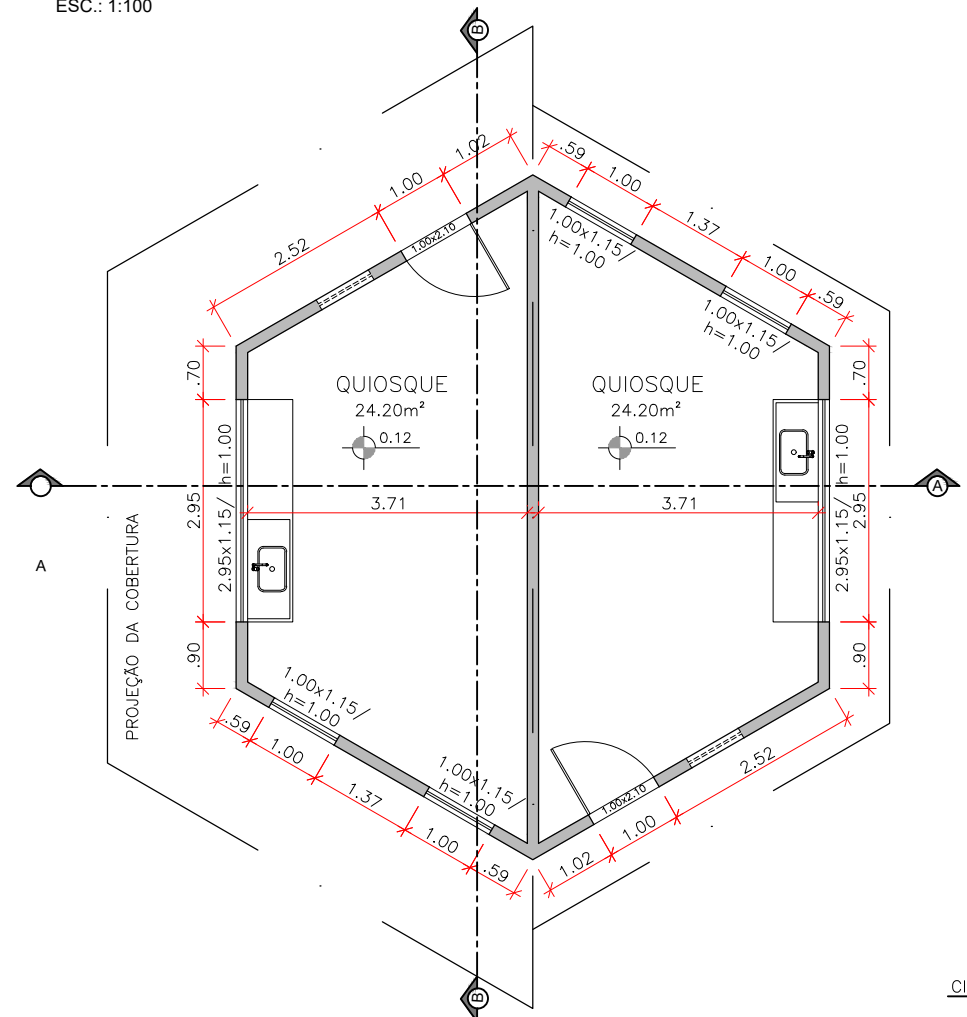 ESC.: 1:100
B
1.02
.59
1.00
1.00
1.37
2.52
1.00
.59
1.00x2.10
1.00x1.15/
h=1.00
1.00x1.15/
h=1.00
.70
.70
QUIOSQUE
24.20m²
0.12
QUIOSQUE
24.20m²
0.12
2.95
2.95x1.15/ h=1.00
3.71
3.71
2.95x1.15/ h=1.00
2.95
A
A
PROJEÇÃO DA COBERTURA
.90
.90
1.00x1.15/
h=1.00
1.00x1.15/
h=1.00
.59
1.00
1.37
1.00
.59
1.00x2.10
2.52
1.00
1.02
B
CI